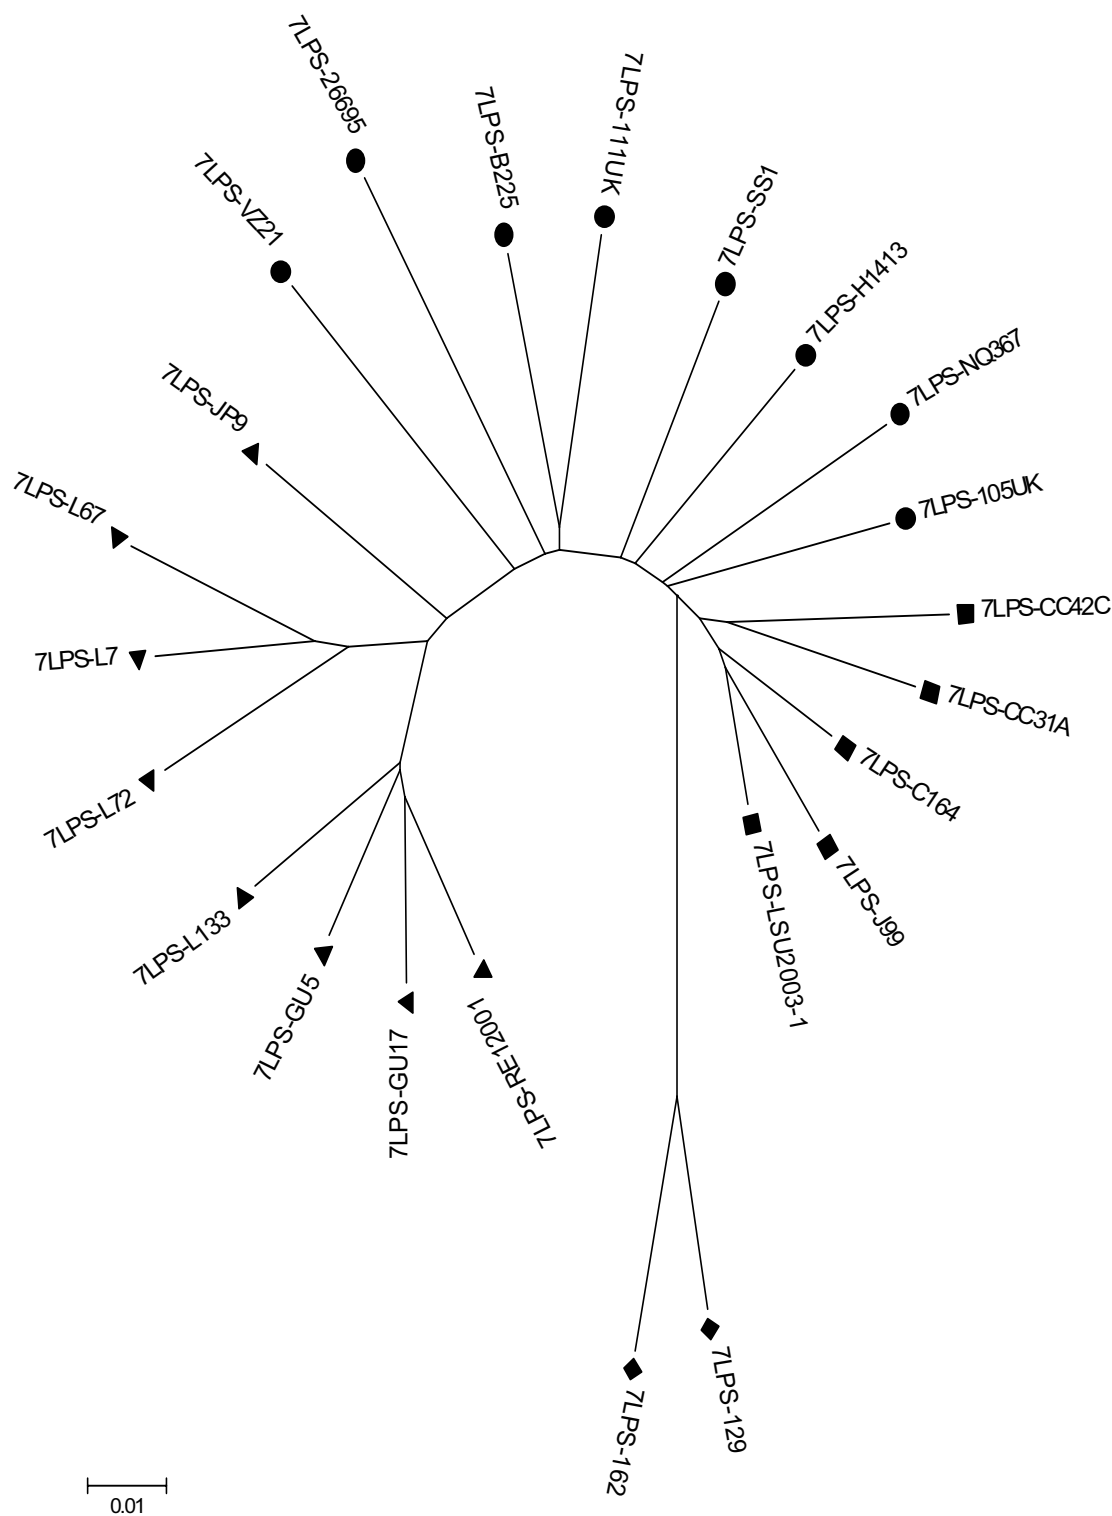 7LPS-26695
7LPS-B225
7LPS-111UK
7LPS-VZ21
7LPS-SS1
7LPS-H1413
7LPS-NQ367
7LPS-JP9
7LPS-L67
7LPS-105UK
7LPS-CC42C
7LPS-L7
7LPS-CC31A
7LPS-C164
7LPS-L72
7LPS-J99
7LPS-LSU2003-1
7LPS-L133
7LPS-GU5
7LPS-GU17
7LPS-RE12001
7LPS-129
7LPS-162
0.01